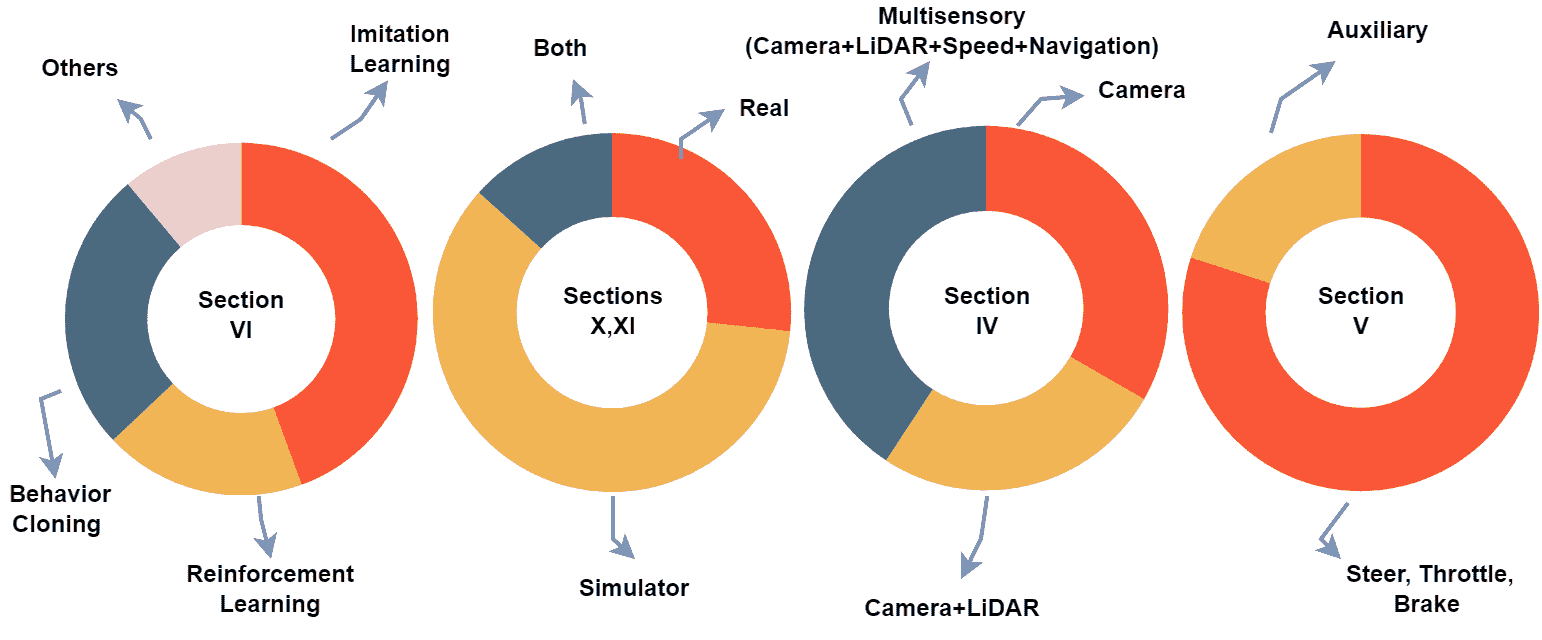 Others
Imitation
Learning
Section
VI
Behavior
Cloning
Reinforcement
Learning
Both
Real
Sections
X,XI
Simulator
Multisensory
(Camera+LiDAR+Speed+Navigation)
Camera
Section
IV
Camera+LiDAR
Auxiliary
Section
V
Steer, Throttle,
Brake